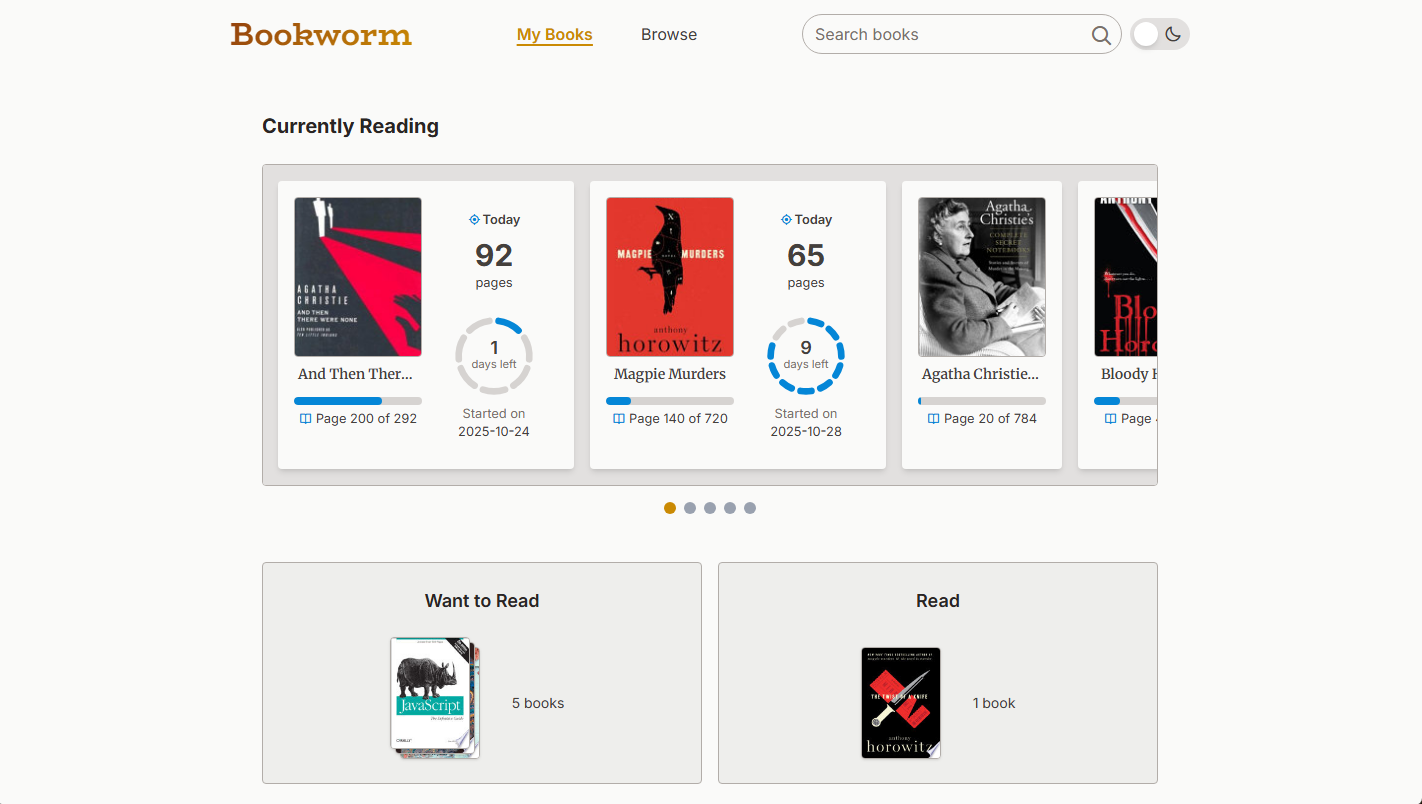 Bookworm
My Books
Browse
Search books
Currently Reading
AGATHA
CHRISTIE
AND THEN
THERE WERE NONE
And Then Ther...
Page 200 of 292
Today
92
pages
1
days left
Started on
2025-10-24
X
MAGPIE MURDERS
anthony
horowitz
Magpie Murders
Page 140 of 720
Today
65
pages
9
days left
Started on
2025-10-28
Agatha
Christie's
COMPLETE
SECRET
NOTEBOOKS
Agatha Christie...
Page 20 of 784
Blo
Horo
Bloody
Page
Want to Read
JavaScript
The Definitive Guide
O'REILLY
5 books
Read
THE TWIST OF A KNIFE
anthony
horowitz
1 book